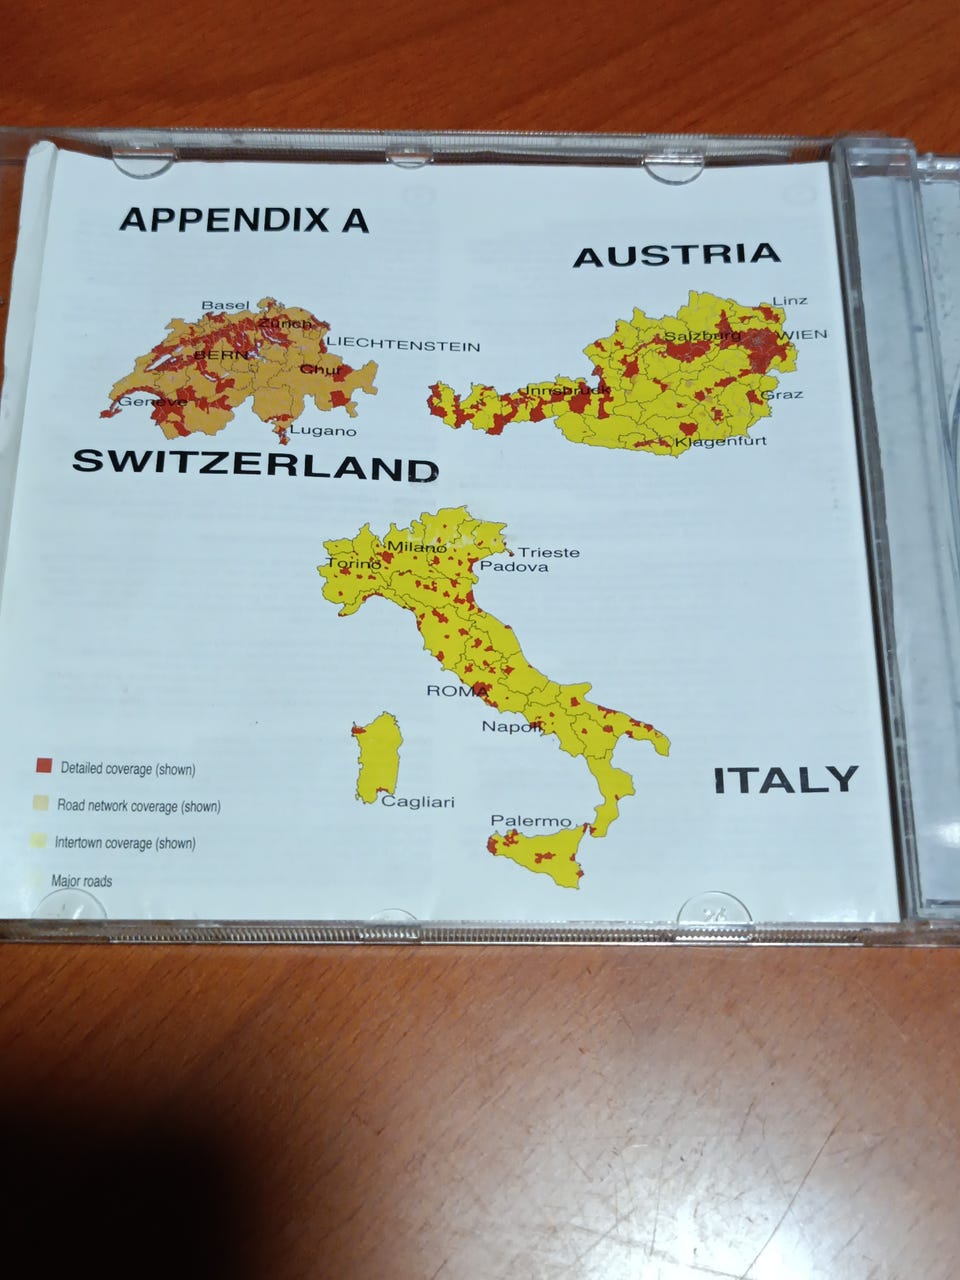 APPENDIX A
AUSTRIA
Basel
Zürich
LIECHTENSTEIN
BERN
Chur
Genève
Lugano
SWITZERLAND
Linz
Salzburg
WIEN
Innsbruck
Graz
Klagenfurt
Milano
Trieste
Torino
Padova
ROMA
Napoli
Cagliari
Palermo
ITALY
Detailed coverage (shown)
Road network coverage (shown)
Intertown coverage (shown)
Major roads